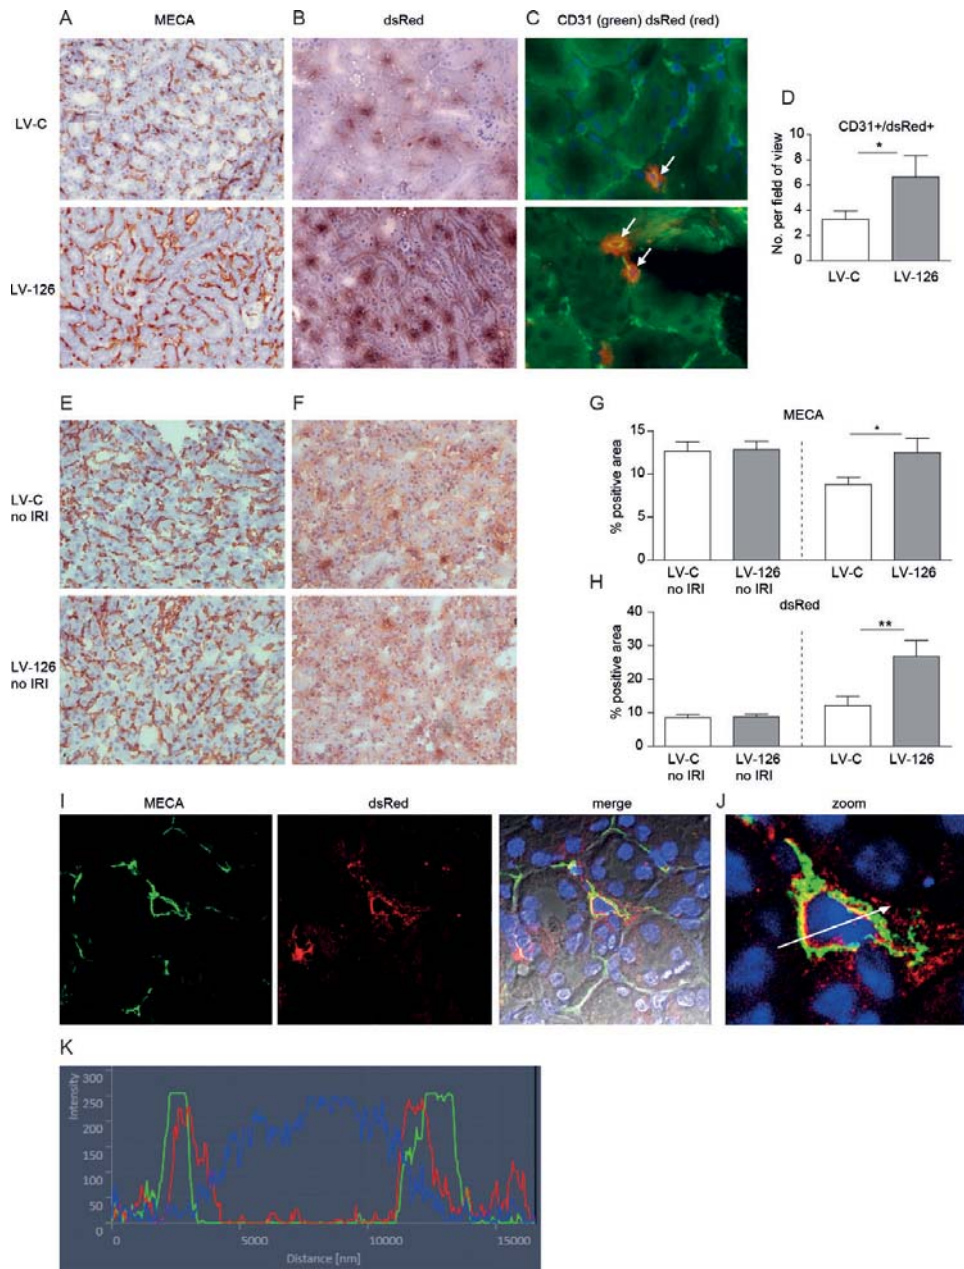 A MECA B dsRed C CD31 (green) dsRed (red)
LV-C
LV-126
D
CD31+/dsRed+
No. per field of view
10
8
6
4
2
0
*
LV-C LV-126
E F
LV-C
no IRI
LV-126
no IRI
G
MECA
% positive area
15
10
5
0
*
LV-C
no IRI
LV-126
no IRI
LV-C LV-126
H
dsRed
% positive area
40
30
20
10
0
**
LV-C
no IRI
LV-126
no IRI
LV-C LV-126
I MECA dsRed merge J zoom
K
Intensity
300
250
200
150
100
50
0
0 5000 10000 15000
Distance [nm]